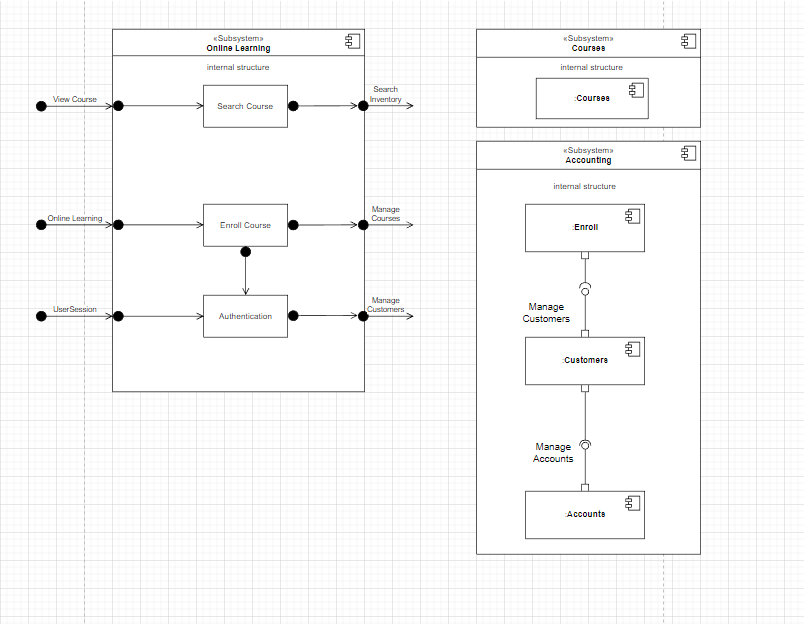 «Subsystem»
Online Learning
internal structure
View Course
Search Course
Search
Inventory
Online Learning
Enroll Course
Manage
Courses
UserSession
Authentication
Manage
Customers
«Subsystem»
Courses
internal structure
:Courses
«Subsystem»
Accounting
internal structure
:Enroll
Manage
Customers
:Customers
Manage
Accounts
:Accounts